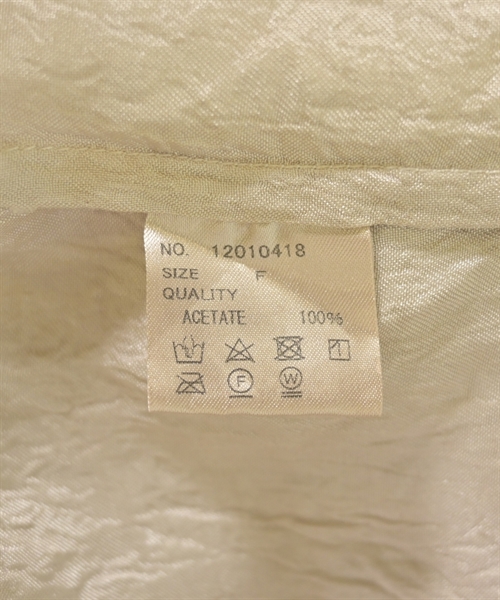 NO. 12010418
SIZE F
QUALITY
ACETATE 100%
F W